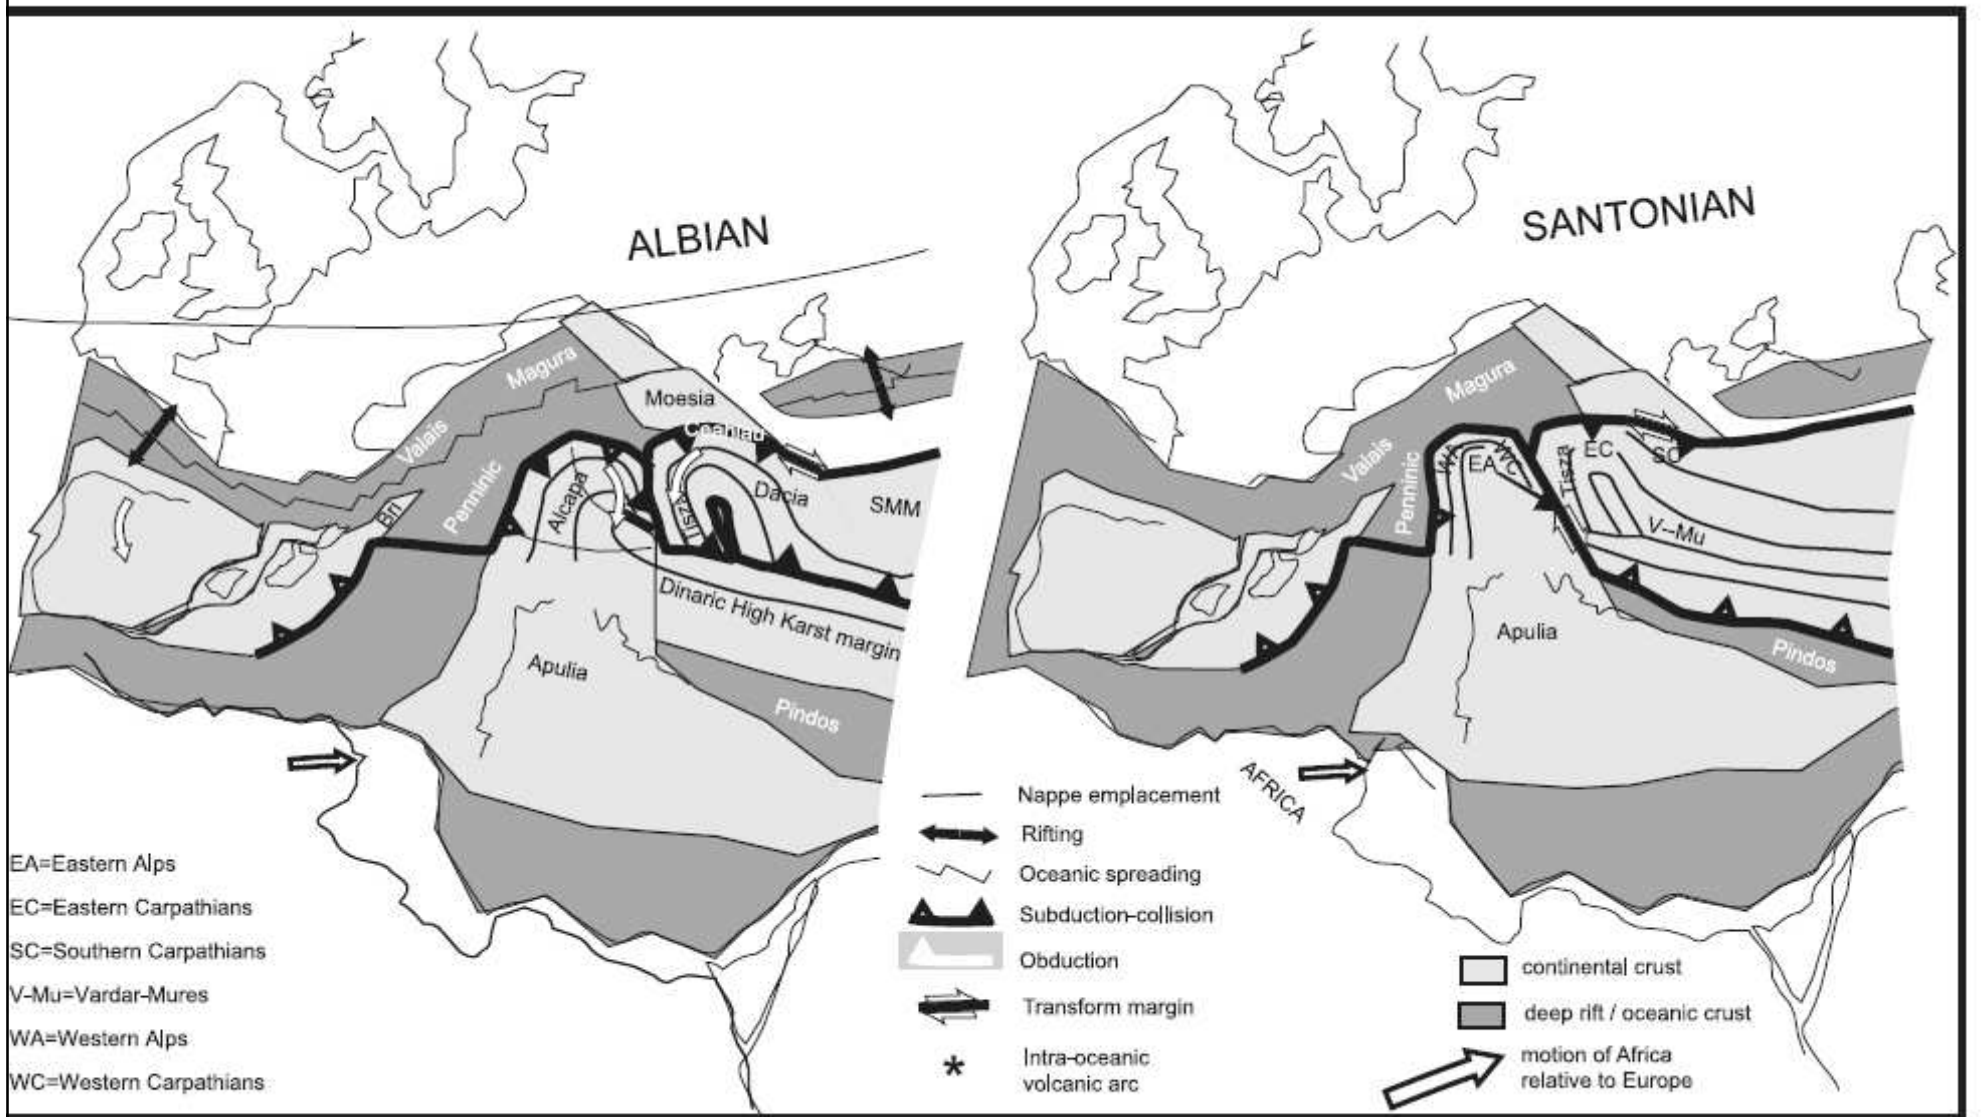 ALBIAN
Magura
Moesia
Valais
Ceahlau
Penninic
Alcapa
Tisza
Dacia
SMM
Bri
Dinaric High Karst margin
Apulia
Pindos
EA=Eastern Alps
EC=Eastern Carpathians
SC=Southern Carpathians
V-Mu=Vardar-Mures
WA=Western Alps
WC=Western Carpathians
Nappe emplacement
Rifting
Oceanic spreading
Subduction-collision
Obduction
Transform margin
*
Intra-oceanic
volcanic arc
SANTONIAN
Magura
Valais
Penninic
WA
EA
WC
Tisza
EC
SC
V--Mu
Apulia
Pindos
AFRICA
continental crust
deep rift / oceanic crust
motion of Africa
relative to Europe